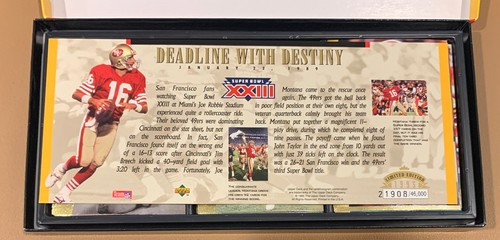 DEADLINE WITH DESTINY
JANUARY 22, 1989
San Francisco fans
watching Super Bowl
XXIII at Miami's Joe Robbie Stadium
experienced quite a rollercoaster ride.
Their beloved 49ers were dominating
Cincinnati on the stat sheet, but not
on the scoreboard. In fact, San
Francisco found itself on the wrong end
of a 16-13 score after Cincinnati's Jim
Breech kicked a 40-yard field goal with
3:20 left in the game. Fortunately, Joe
SUPER BOWL
XXIII
Montana came to the rescue once
again. The 49ers got the ball back
in poor field position at their own eight, but the
veteran quarterback calmly brought his team
back. Montana put together a magnificent 11-
play drive, during which he completed eight of
nine passes. The payoff came when he found
John Taylor in the end zone from 10 yards out
with just 39 ticks left on the clock. The result
was a 20-16 San Francisco win and the 49ers'
third Super Bowl title.
16
LIMITED EDITION
21908/46,000